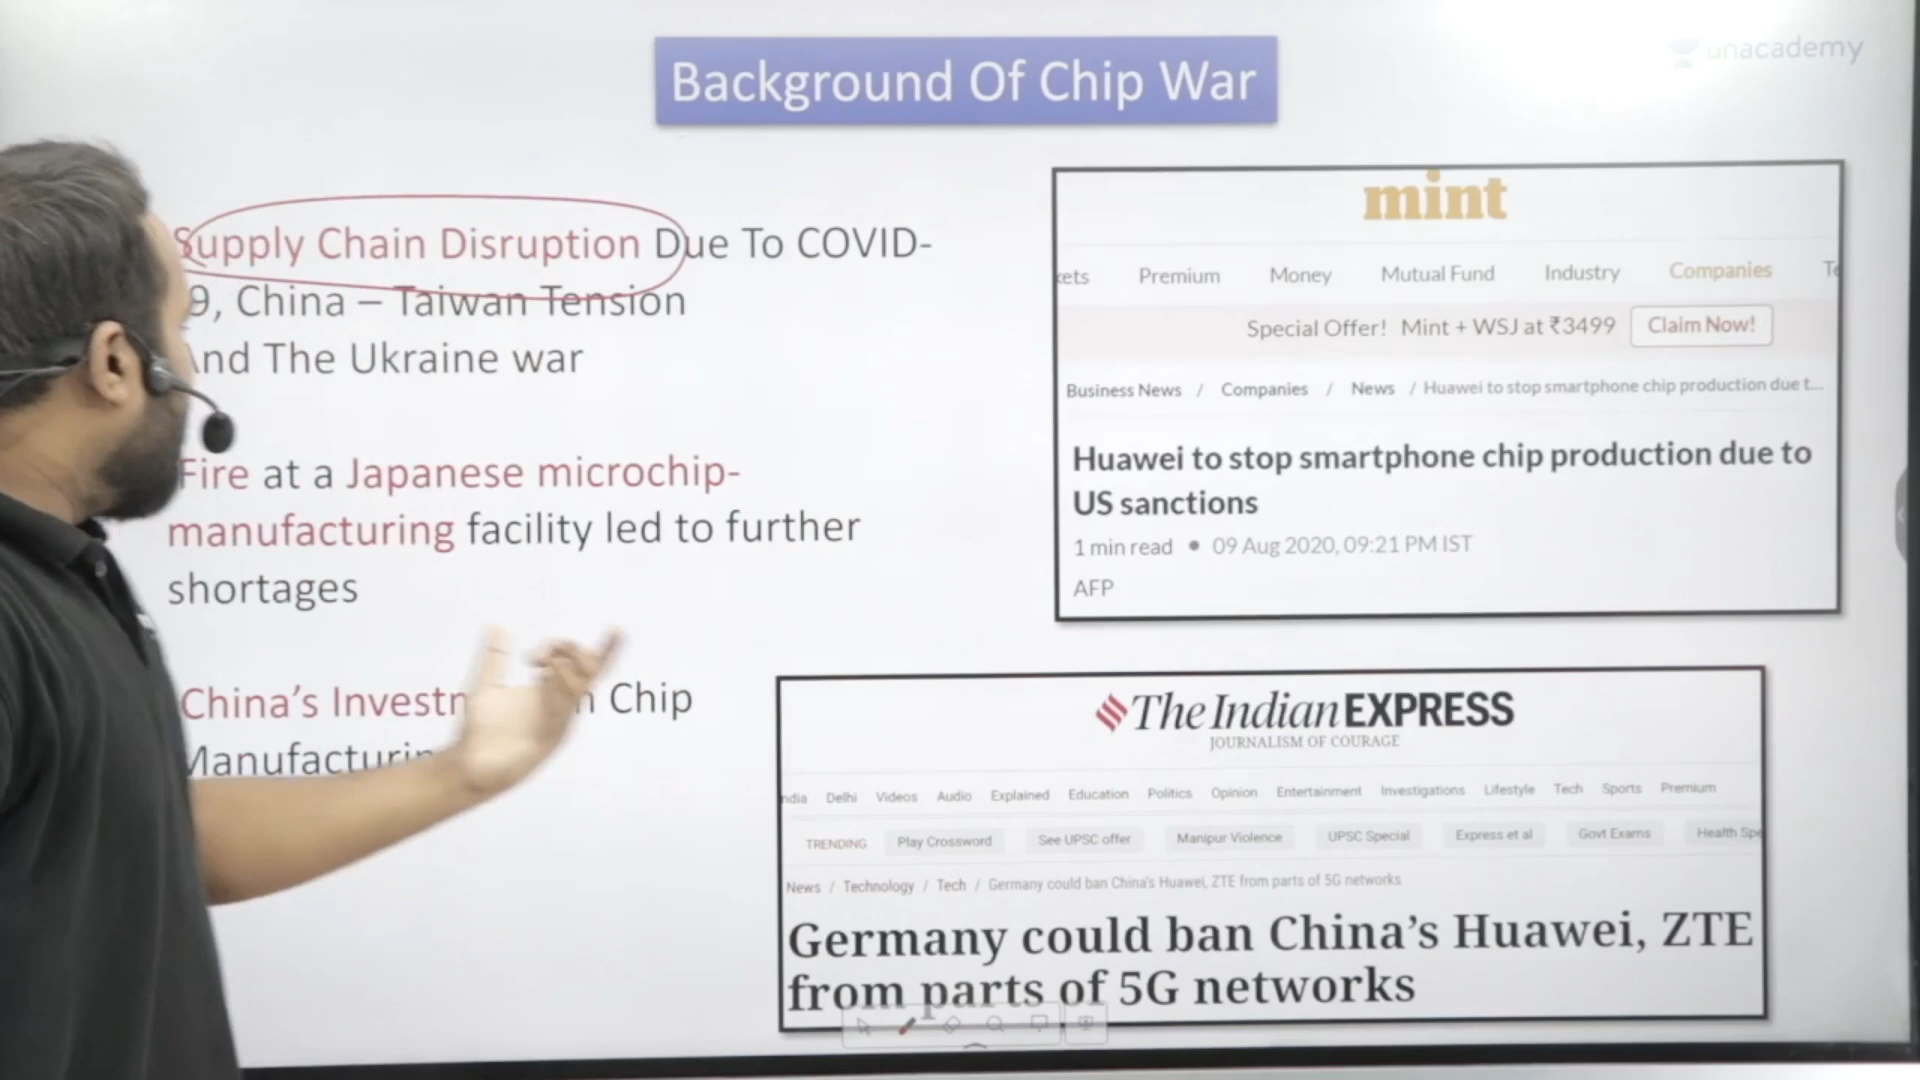 Background Of Chip War
unacademy
Supply Chain Disruption Due To COVID-
9, China – Taiwan Tension
And The Ukraine war
Fire at a Japanese microchip-
manufacturing facility led to further
shortages
China's Chip
mint
Premium Money Mutual Fund Industry Companies
Special Offer! Mint + WSJ at ₹3499 Claim Now!
Business News / Companies / News / Huawei to stop smartphone chip production due t...
Huawei to stop smartphone chip production due to
US sanctions
1 min read • 09 Aug 2020, 09:21 PM IST
AFP
The Indian EXPRESS
JOURNALISM OF COURAGE
Delhi Videos Audio Explained Education Politics Opinion Entertainment Investigations Lifestyle Tech Sports Premium
TRENDING Play Crossword See UPSC offer Manipur Violence UPSC Special Express et al Govt Exams Health
News / Technology / Tech / Germany could ban China's Huawei, ZTE from parts of 5G networks
Germany could ban China's Huawei, ZTE
from parts of 5G networks